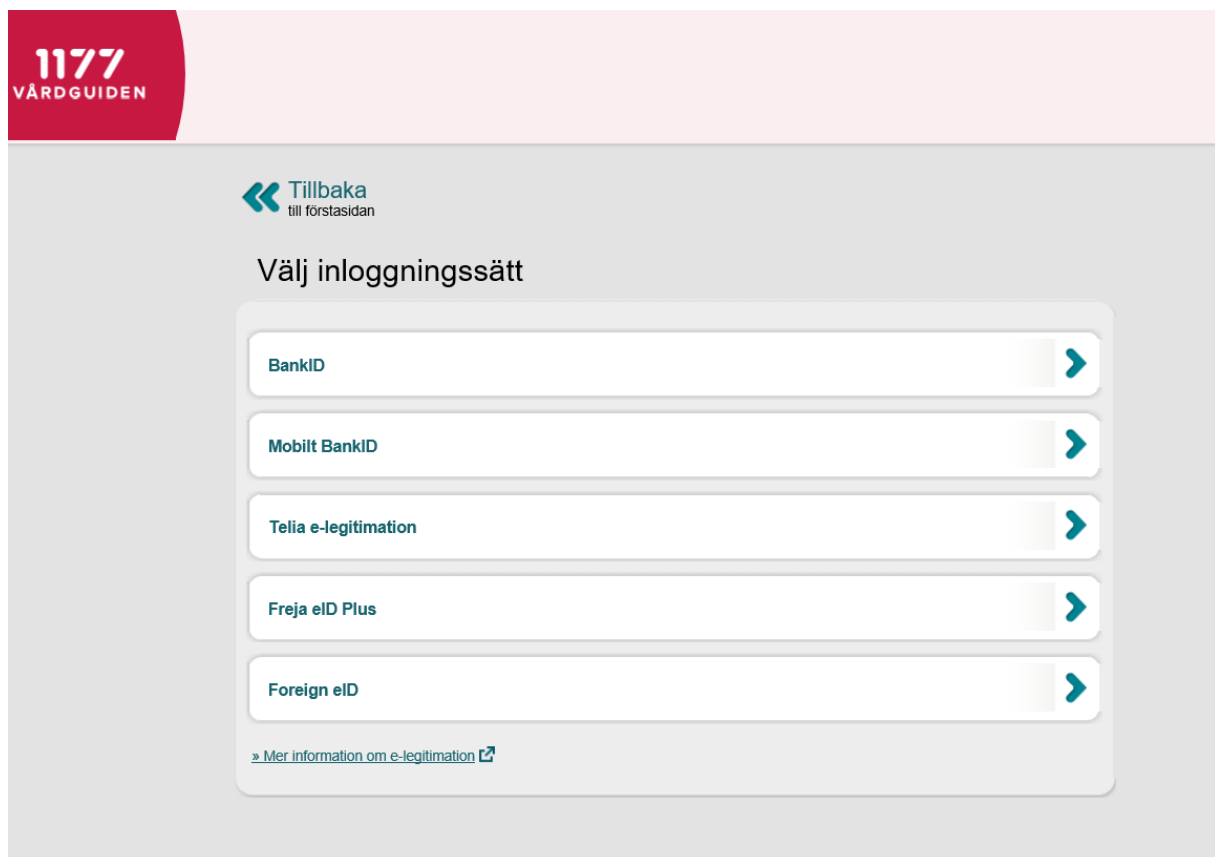 1177
VÅRDGUIDEN
Tillbaka
till förstasidan
Välj inloggningssätt
BankID
Mobilt BankID
Telia e-legitimation
Freja eID Plus
Foreign eID
» Mer information om e-legitimation